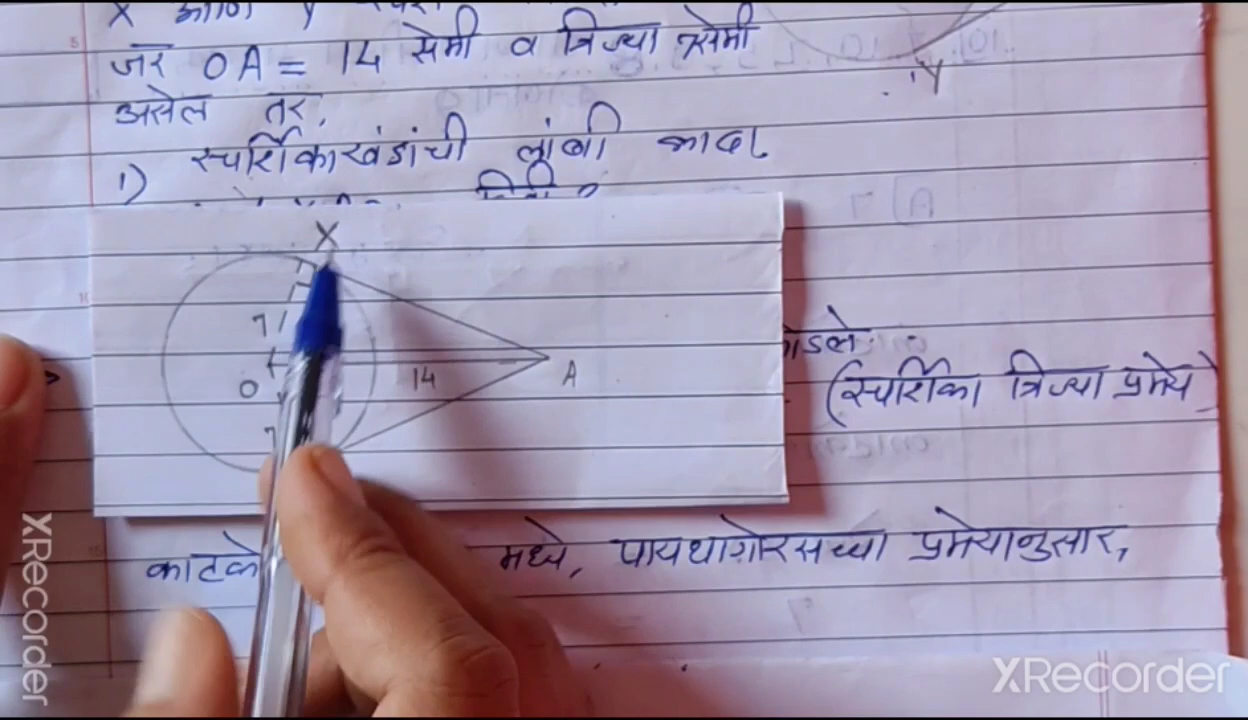 X आणि Y
जर OA = 14 सेमी व त्रिज्या 7सेमी
असेल तर,
1) स्पर्शिकाखंडांची लांबी काढा
Y
X
7
O
14
A
7
(स्पर्शिका त्रिज्या प्रमेय)
मध्ये, पायथागोरसच्या प्रमेयानुसार,
XRecorder
XRecorder